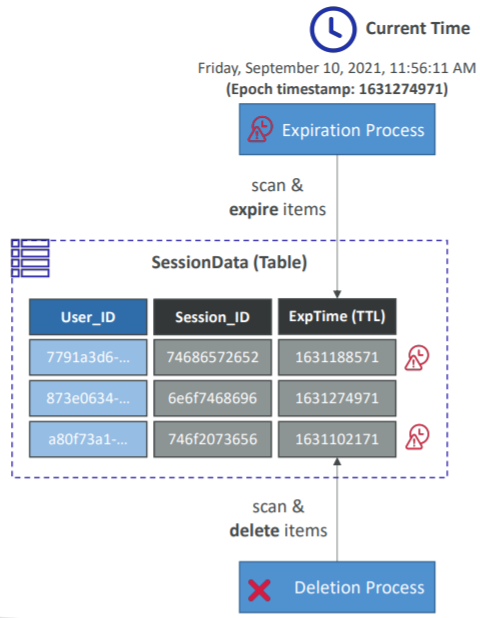 Current Time
Friday, September 10, 2021, 11:56:11 AM
(Epoch timestamp: 1631274971)
Expiration Process
scan &
expire items
SessionData (Table)
User_ID Session_ID ExpTime (TTL)
7791a3d6-... 74686572652 1631188571
873e0634-... 6e6f7468696 1631274971
a80f73a1-... 746f2073656 1631102171
scan &
delete items
Deletion Process